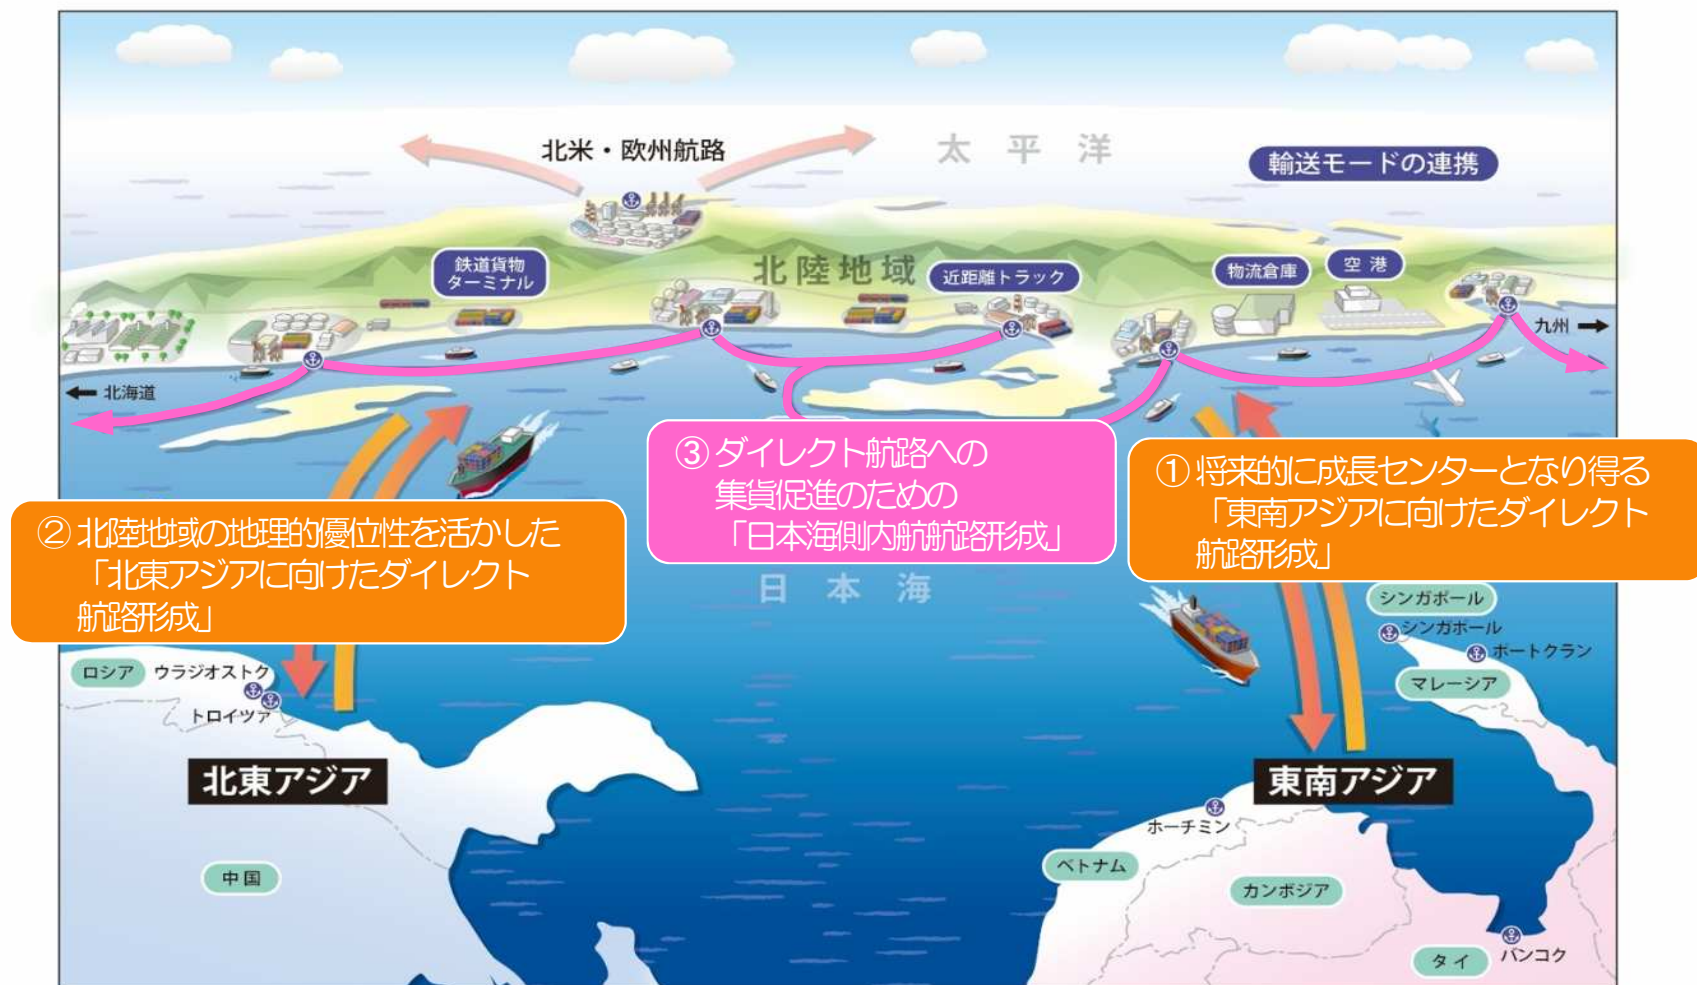 北米・欧州航路
太平洋
輸送モードの連携
鉄道貨物
ターミナル
北陸地域
近距離トラック
物流倉庫
空港
九州
北海道
③ダイレクト航路への
集貨促進のための
「日本海側内航航路形成」
①将来的に成長センターとなり得る
「東南アジアに向けたダイレクト
航路形成」
②北陸地域の地理的優位性を活かした
「北東アジアに向けたダイレクト
航路形成」
日本海
シンガポール
シンガポール
ポートクラン
マレーシア
ロシア
ウラジオストク
トロイツァ
北東アジア
東南アジア
ホーチミン
ベトナム
中国
カンボジア
タイ
バンコク